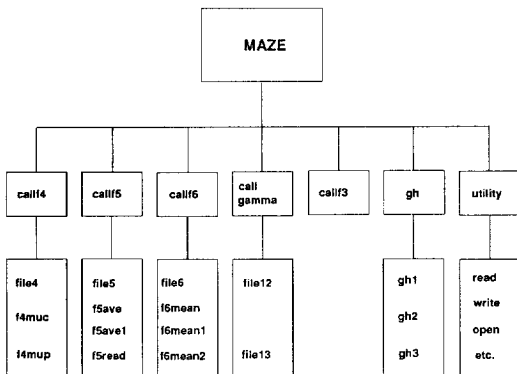 MAZE
callf4
callf5
callf6
call
gamma
callf3
gh
utility
file4
f4muc
f4mup
file5
f5ave
f5ave1
f5read
file6
f6mean
f6mean1
f6mean2
file12
file13
gh1
gh2
gh3
read
write
open
etc.